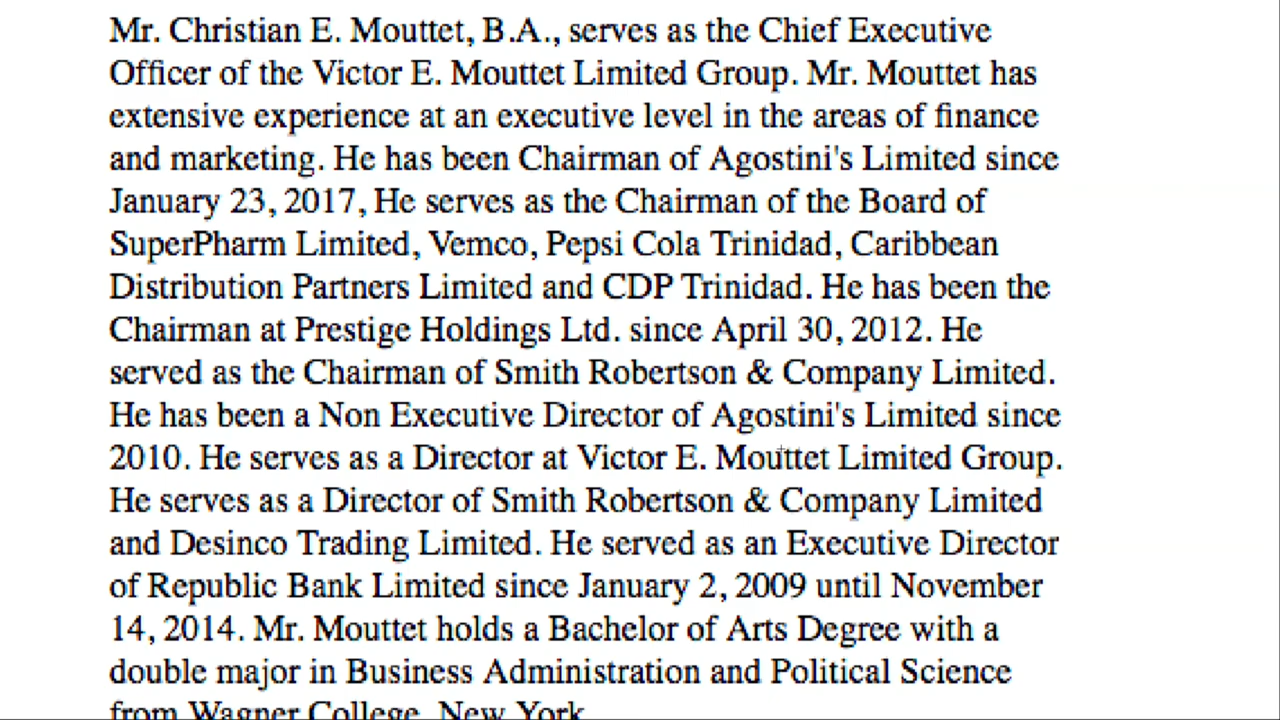 Mr. Christian E. Mouttet, B.A., serves as the Chief Executive
Officer of the Victor E. Mouttet Limited Group. Mr. Mouttet has
extensive experience at an executive level in the areas of finance
and marketing. He has been Chairman of Agostini's Limited since
January 23, 2017, He serves as the Chairman of the Board of
SuperPharm Limited, Vemco, Pepsi Cola Trinidad, Caribbean
Distribution Partners Limited and CDP Trinidad. He has been the
Chairman at Prestige Holdings Ltd. since April 30, 2012. He
served as the Chairman of Smith Robertson & Company Limited.
He has been a Non Executive Director of Agostini's Limited since
2010. He serves as a Director at Victor E. Mouttet Limited Group.
He serves as a Director of Smith Robertson & Company Limited
and Desinco Trading Limited. He served as an Executive Director
of Republic Bank Limited since January 2, 2009 until November
14, 2014. Mr. Mouttet holds a Bachelor of Arts Degree with a
double major in Business Administration and Political Science
from Wagner College, New York